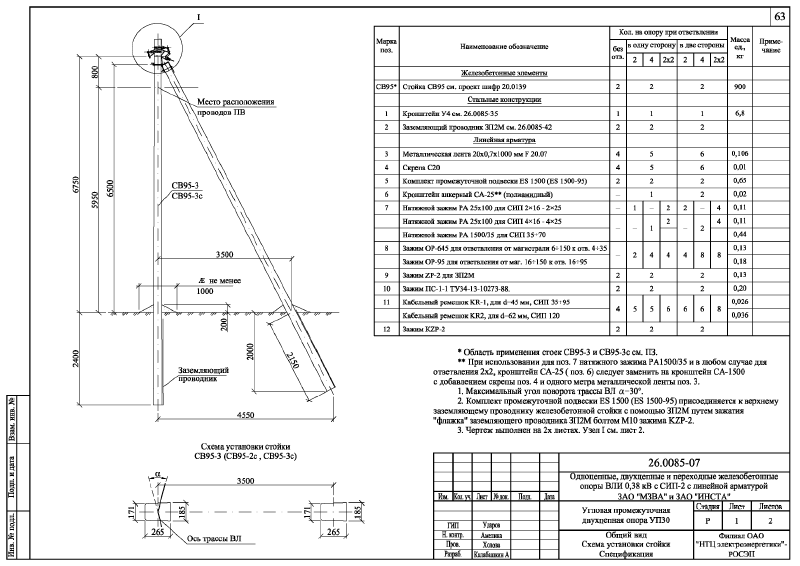 63
I
800
6750
5950
6500
2400
Место расположения
проводов ПВ
СВ95-3
СВ95-3с
3500
Æ не менее
1000
200
2000
2150
Заземляющий
проводник
4550
Схема установки стойки
СВ95-3 (СВ95-2с , СВ95-3с)
3500
α
171
185
171
185
265
265
Ось трассы ВЛ
Марка поз. Наименование обозначение Кол. на опору при ответвления Масса ед., кг Приме-чание
без отв. в одну сторону в две стороны
2 4 2х2 2 4 2х2
Железобетонные элементы
СВ95* Стойка СВ95 см. проект шифр 20.0139 2 2 2 900
Стальные конструкции
1 Кронштейн У4 см. 26.0085-35 1 1 1 6,8
2 Заземляющий проводник ЗП2М см. 26.0085-42 2 2 2
Линейная арматура
3 Металлическая лента 20х0,7х1000 мм F 20.07 4 5 6 0,106
4 Скрепа С20 4 5 6 0,01
5 Комплект промежуточной подвески ES 1500 (ES 1500-95) 2 2 2 0,65
6 Кронштейн анкерный СА-25** (полиамидный) – 1 2 0,02
7 Натяжной зажим РА 25х100 для СИП 2×16 - 2×25 – 1 – 2 2 – 4 0,11
Натяжной зажим РА 25х100 для СИП 4×16 - 4×25 – – 1 2 – 2 4 0,11
Натяжной зажим РА 1500/35 для СИП 35÷70 – 0,44
8 Зажим ОР-645 для ответвления от магистрали 6÷150 к отв. 4÷35 – 2 4 4 4 8 8 0,13
Зажим ОР-95 для ответвления от маг. 16÷150 к отв. 16÷95 0,18
9 Зажим ZP-2 для ЗП2М 2 2 2 0,13
10 Зажим ПС-1-1 ТУ34-13-10273-88. 2 2 2 0,20
11 Кабельный ремешок KR-1, для d–45 мм, СИП 35÷95 4 5 5 6 6 6 8 0,026
Кабельный ремешок KR2, для d–62 мм, СИП 120 0,036
12 Зажим KZP-2 2 2 2
* Область применения стоек СВ95-3 и СВ95-3с см. ПЗ.
** При использовании для поз. 7 натяжного зажима РА1500/35 и в любом случае для
ответвления 2х2, кронштейн СА-25 ( поз. 6) следует заменить на кронштейн СА-1500
с добавлением скрепы поз. 4 и одного метра металлической ленты поз. 3.
1. Максимальный угол поворота трассы ВЛ α–30°.
2. Комплект промежуточной подвески ES 1500 (ES 1500-95) присоединяется к верхнему
заземляющему проводнику железобетонной стойки с помощью ЗП2М путем зажатия
"флажка" заземляющего проводника ЗП2М болтом М10 зажима KZP-2.
3. Чертеж выполнен на 2х листах. Узел I см. лист 2.
26.0085-07
Одноцепные, двухцепные и переходные железобетонные
опоры ВЛИ 0,38 кВ с СИП-2 с линейной арматурой
ЗАО "МЗВА" и ЗАО "ИНСТА"
Изм. Кол. уч. Лист №док. Подп. Дата
Угловая промежуточная
двухцепная опора УП30
Стадия Лист Листов
Р 1 2
ГИП Ударов
Н. контр. Амелина
Пров. Холова
Разраб. Калабашкин А
Общий вид
Схема установки стойки
Спецификация
Филиал ОАО
"НТЦ электроэнергетики"-
РОСЭП
Взам. инв. №
Подп. и дата
Инв. № подл.